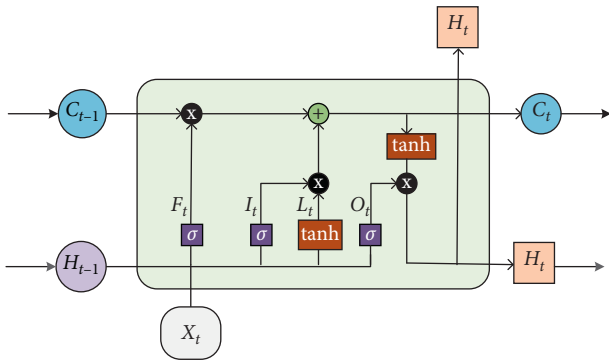 H_t
C_{t-1}
x
+
C_t
tanh
F_t
I_t
x
L_t
O_t
x
σ
σ
tanh
σ
H_{t-1}
H_t
X_t